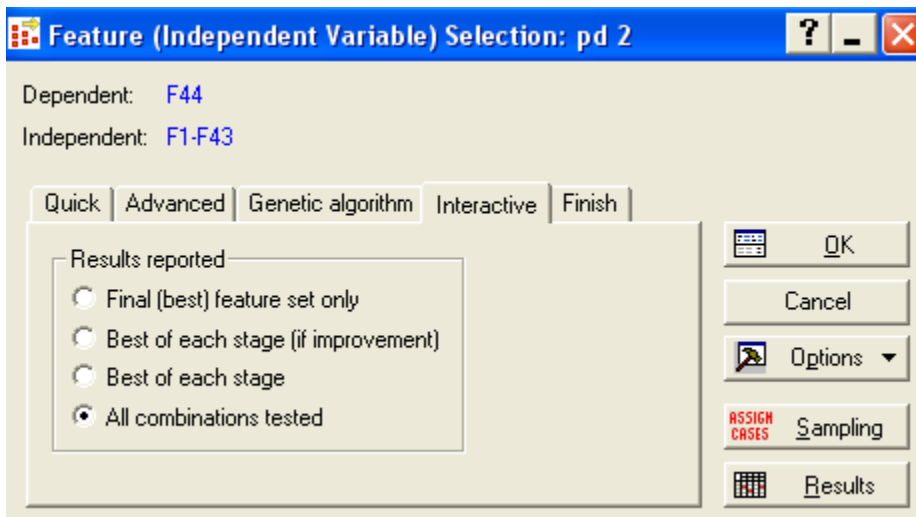 Feature (Independent Variable) Selection: pd 2
?
Dependent: F44
Independent: F1-F43
Quick Advanced Genetic algorithm Interactive Finish
Results reported
Final (best) feature set only
Best of each stage (if improvement)
Best of each stage
All combinations tested
OK
Cancel
Options
ASSIGN CASES Sampling
Results